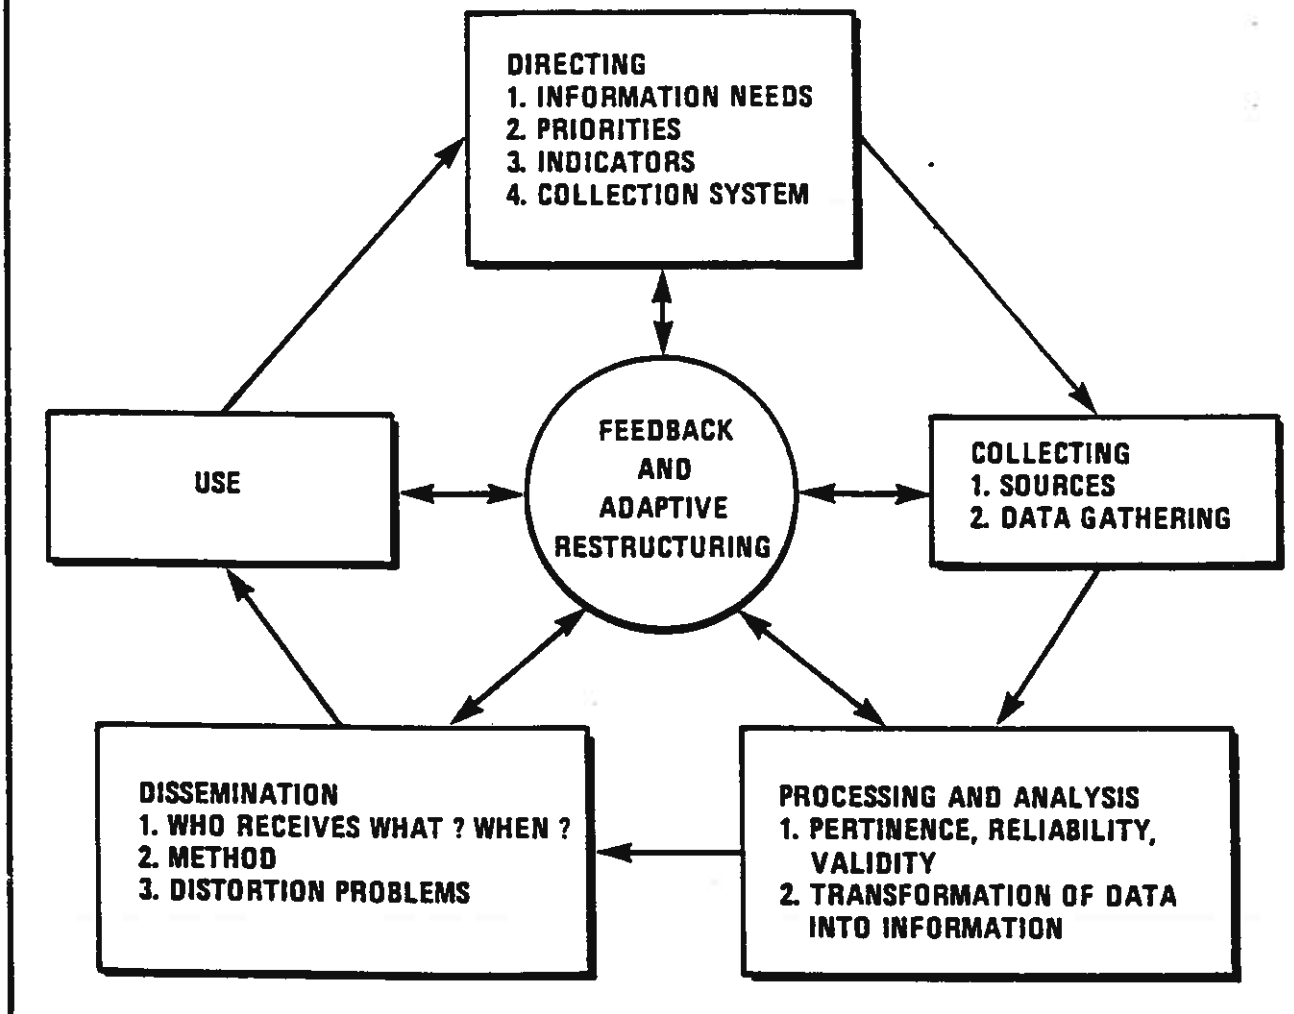 DIRECTING
1. INFORMATION NEEDS
2. PRIORITIES
3. INDICATORS
4. COLLECTION SYSTEM
USE
FEEDBACK
AND
ADAPTIVE
RESTRUCTURING
COLLECTING
1. SOURCES
2. DATA GATHERING
DISSEMINATION
1. WHO RECEIVES WHAT ? WHEN ?
2. METHOD
3. DISTORTION PROBLEMS
PROCESSING AND ANALYSIS
1. PERTINENCE, RELIABILITY,
VALIDITY
2. TRANSFORMATION OF DATA
INTO INFORMATION